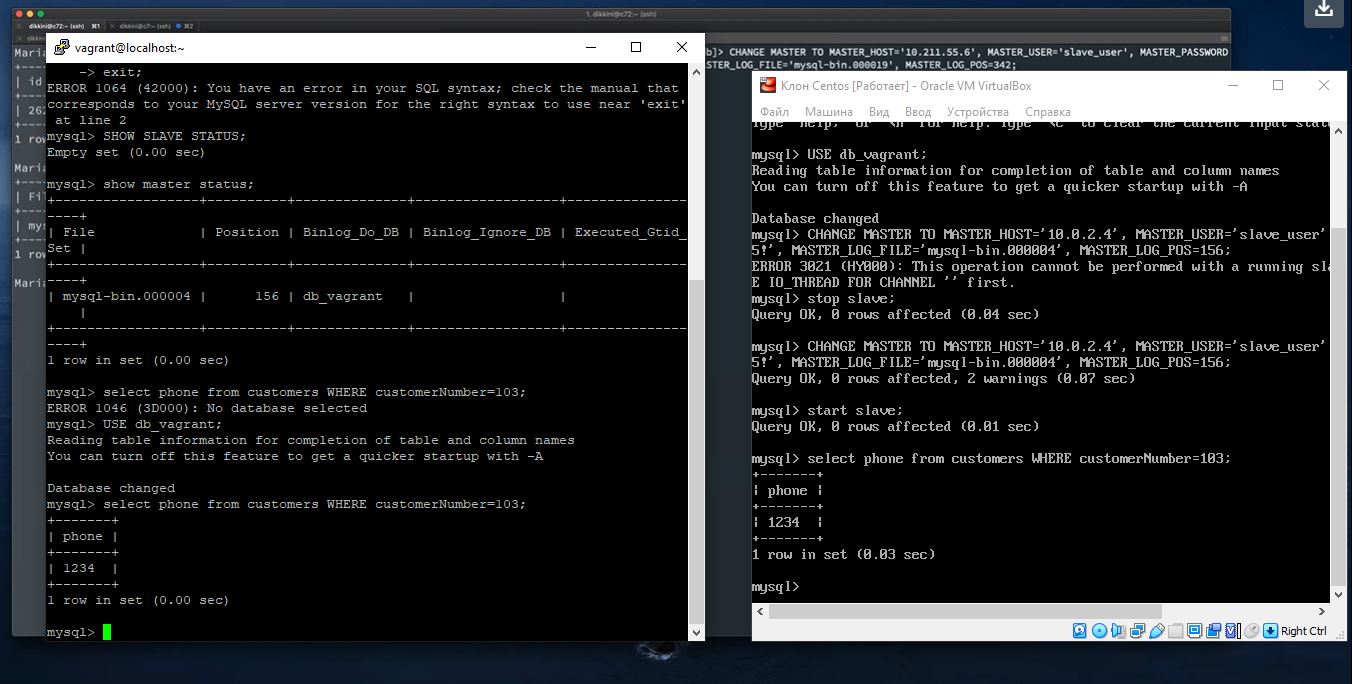 1. dikkini@c72:~ (ssh)
dikkini@c72:~ (ssh) ⌘1
dikkini@c7:~ (ssh) ⌘2
b]> CHANGE MASTER TO MASTER_HOST='10.211.55.6', MASTER_USER='slave_user', MASTER_PASSWORD
STER_LOG_FILE='mysql-bin.000019', MASTER_LOG_POS=342;
Maria
+----
| id
+----
| 262
+----
1 row
Maria
+----
| Fil
+----
| mys
+----
1 row
Maria
vagrant@localhost:~
    -> exit;
ERROR 1064 (42000): You have an error in your SQL syntax; check the manual that
corresponds to your MySQL server version for the right syntax to use near 'exit'
 at line 2
mysql> SHOW SLAVE STATUS;
Empty set (0.00 sec)
mysql> show master status;
+------------------+----------+--------------+------------------+---------------
----+
| File             | Position | Binlog_Do_DB | Binlog_Ignore_DB | Executed_Gtid_
Set |
+------------------+----------+--------------+------------------+---------------
----+
| mysql-bin.000004 |      156 | db_vagrant   |                  |
    |
+------------------+----------+--------------+------------------+---------------
----+
1 row in set (0.00 sec)
mysql> select phone from customers WHERE customerNumber=103;
ERROR 1046 (3D000): No database selected
mysql> USE db_vagrant;
Reading table information for completion of table and column names
You can turn off this feature to get a quicker startup with -A
Database changed
mysql> select phone from customers WHERE customerNumber=103;
+-------+
| phone |
+-------+
| 1234  |
+-------+
1 row in set (0.00 sec)
mysql>
Клон Centos [Работает] - Oracle VM VirtualBox
Файл Машина Вид Ввод Устройства Справка
Type 'help;' or '\h' for help. Type '\c' to clear the current input stat
mysql> USE db_vagrant;
Reading table information for completion of table and column names
You can turn off this feature to get a quicker startup with -A
Database changed
mysql> CHANGE MASTER TO MASTER_HOST='10.0.2.4', MASTER_USER='slave_user'
5!', MASTER_LOG_FILE='mysql-bin.000004', MASTER_LOG_POS=156;
ERROR 3021 (HY000): This operation cannot be performed with a running sla
E IO_THREAD FOR CHANNEL '' first.
mysql> stop slave;
Query OK, 0 rows affected (0.04 sec)
mysql> CHANGE MASTER TO MASTER_HOST='10.0.2.4', MASTER_USER='slave_user'
5!', MASTER_LOG_FILE='mysql-bin.000004', MASTER_LOG_POS=156;
Query OK, 0 rows affected, 2 warnings (0.07 sec)
mysql> start slave;
Query OK, 0 rows affected (0.01 sec)
mysql> select phone from customers WHERE customerNumber=103;
+-------+
| phone |
+-------+
| 1234  |
+-------+
1 row in set (0.03 sec)
mysql>
Right Ctrl